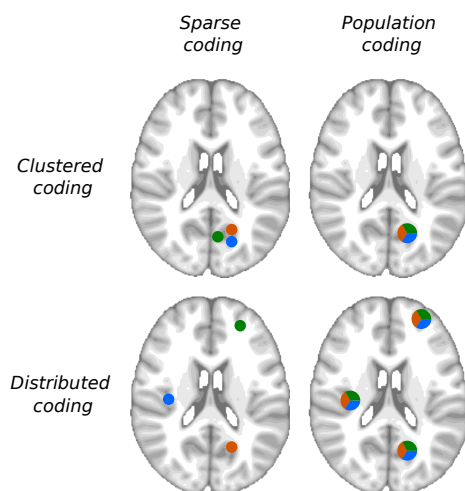 Sparse
coding
Population
coding
Clustered
coding
Distributed
coding